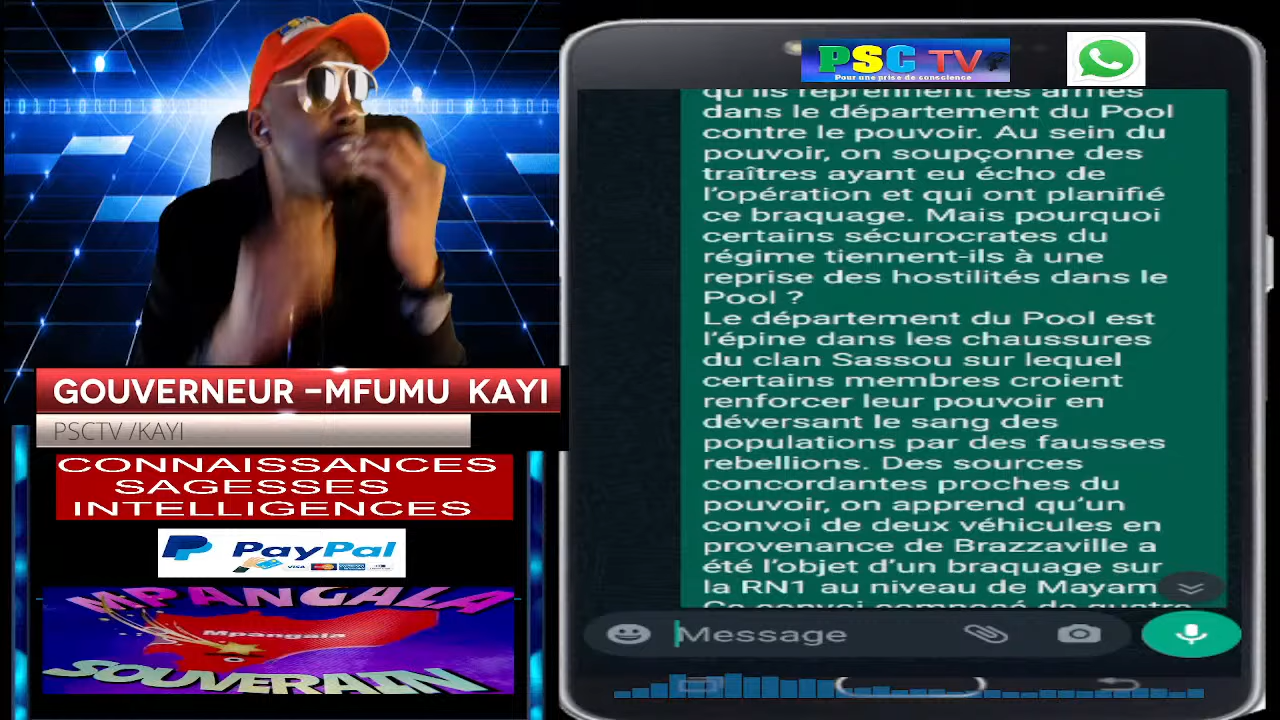 PSC TV
Pour une prise de conscience
qu'ils reprennent les armes
dans le département du Pool
contre le pouvoir. Au sein du
pouvoir, on soupçonne des
traîtres ayant eu écho de
l'opération et qui ont planifié
ce braquage. Mais pourquoi
certains sécurocrates du
régime tiennent-ils à une
reprise des hostilités dans le
Pool ?
Le département du Pool est
l'épine dans les chaussures
du clan Sassou sur lequel
certains membres croient
renforcer leur pouvoir en
déversant le sang des
populations par des fausses
rebellions. Des sources
concordantes proches du
pouvoir, on apprend qu'un
convoi de deux véhicules en
provenance de Brazzaville a
été l'objet d'un braquage sur
la RN1 au niveau de Mayam
Ce convoi composé de quatre
Message
GOUVERNEUR -MFUMU KAYI
PSCTV /KAYI
CONNAISSANCES
SAGESSES
INTELLIGENCES
PayPal
VISA
MPANGALA
Mpangala
SOUVERAIN